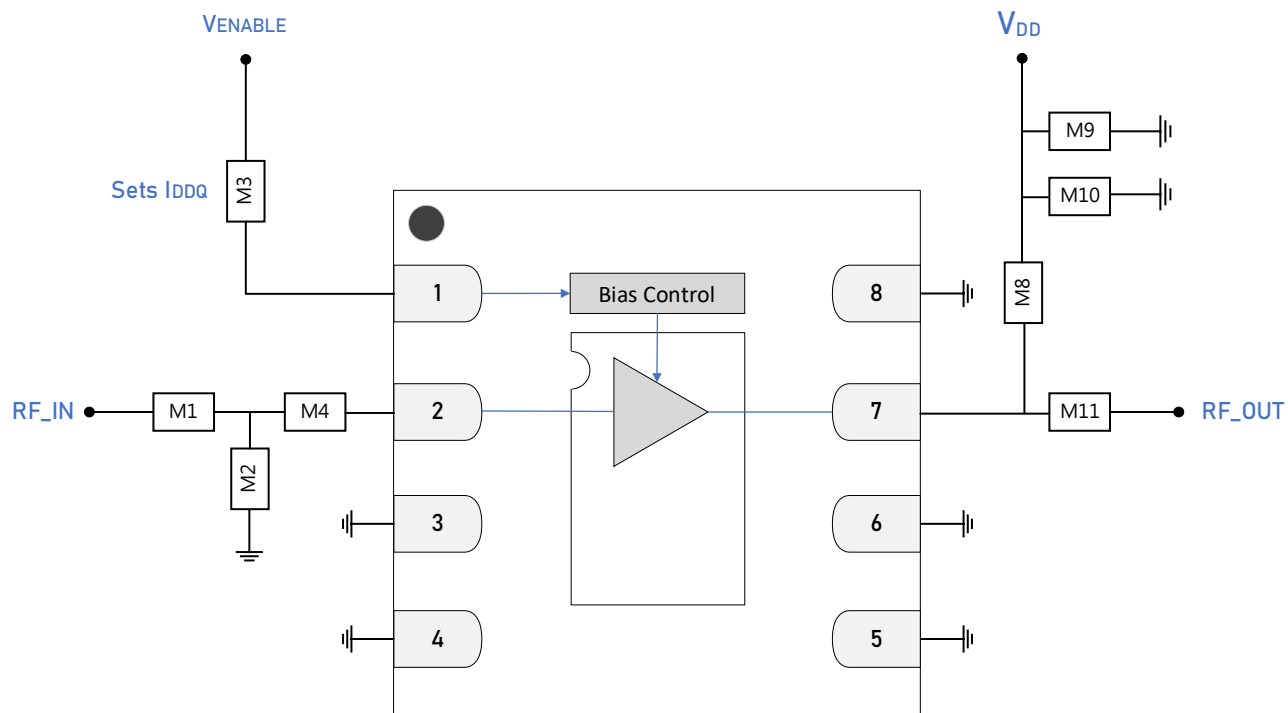 VENABLE
VDD
M9
Sets IDDQ
M3
M10
M8
1
Bias Control
8
RF_IN
M1
M4
2
7
M11
RF_OUT
M2
3
6
4
5